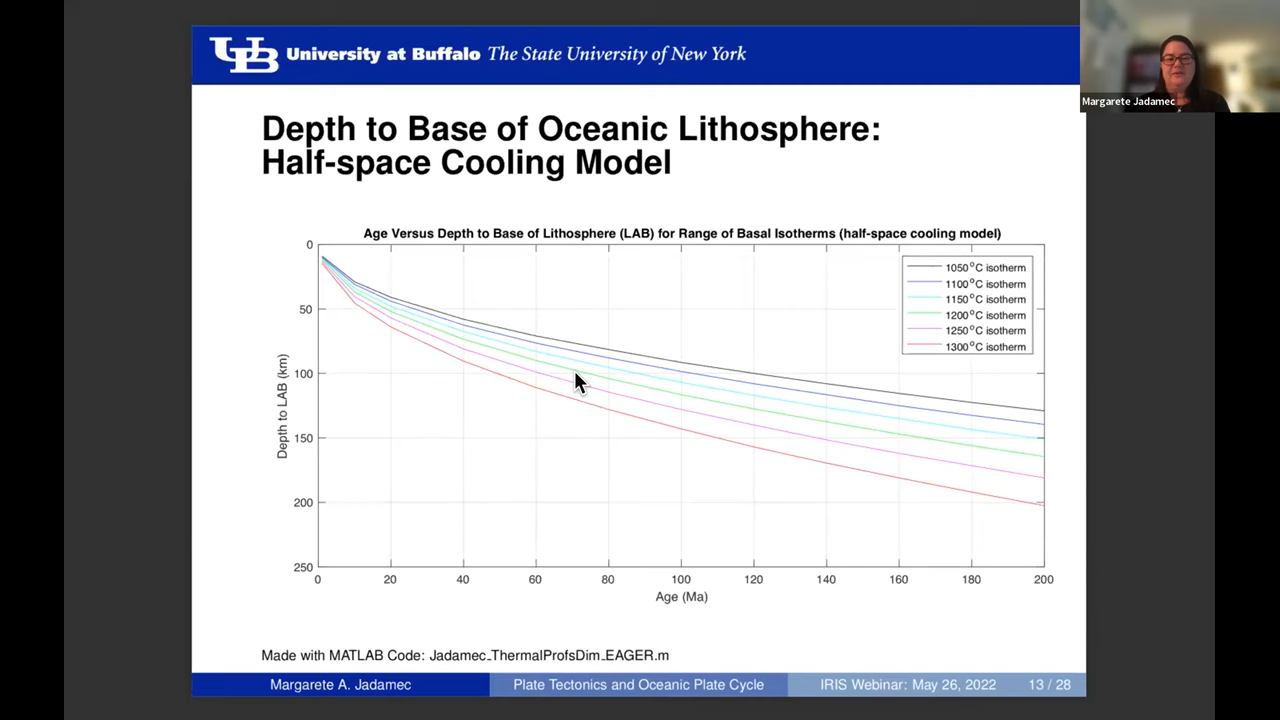 UB University at Buffalo The State University of New York
Margarete Jadamec
Depth to Base of Oceanic Lithosphere:
Half-space Cooling Model
Age Versus Depth to Base of Lithosphere (LAB) for Range of Basal Isotherms (half-space cooling model)
0
50
100
150
200
250
Depth to LAB (km)
1050°C isotherm
1100°C isotherm
1150°C isotherm
1200°C isotherm
1250°C isotherm
1300°C isotherm
0 20 40 60 80 100 120 140 160 180 200
Age (Ma)
Made with MATLAB Code: Jadamec_ThermalProfsDim_EAGER.m
Margarete A. Jadamec Plate Tectonics and Oceanic Plate Cycle IRIS Webinar: May 26, 2022 13 / 28